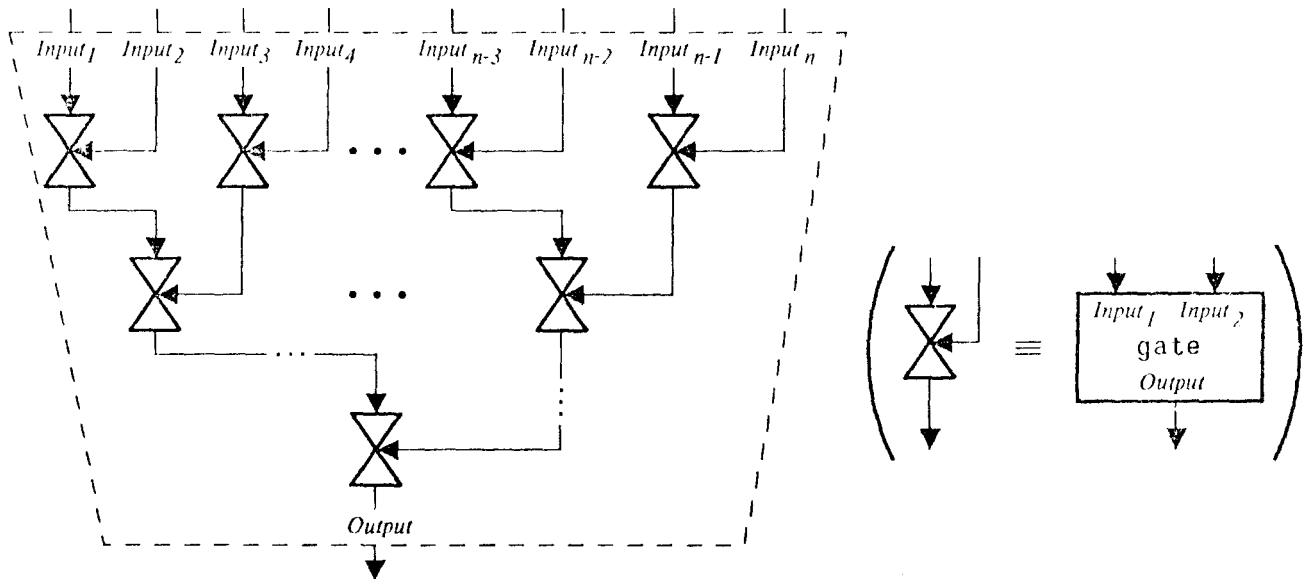 Input₁ Input₂ Input₃ Input₄ Inputₙ₋₃ Inputₙ₋₂ Inputₙ₋₁ Inputₙ
• • •
• • •
...
...
Output
≡
Input₁ Input₂
gate
Output